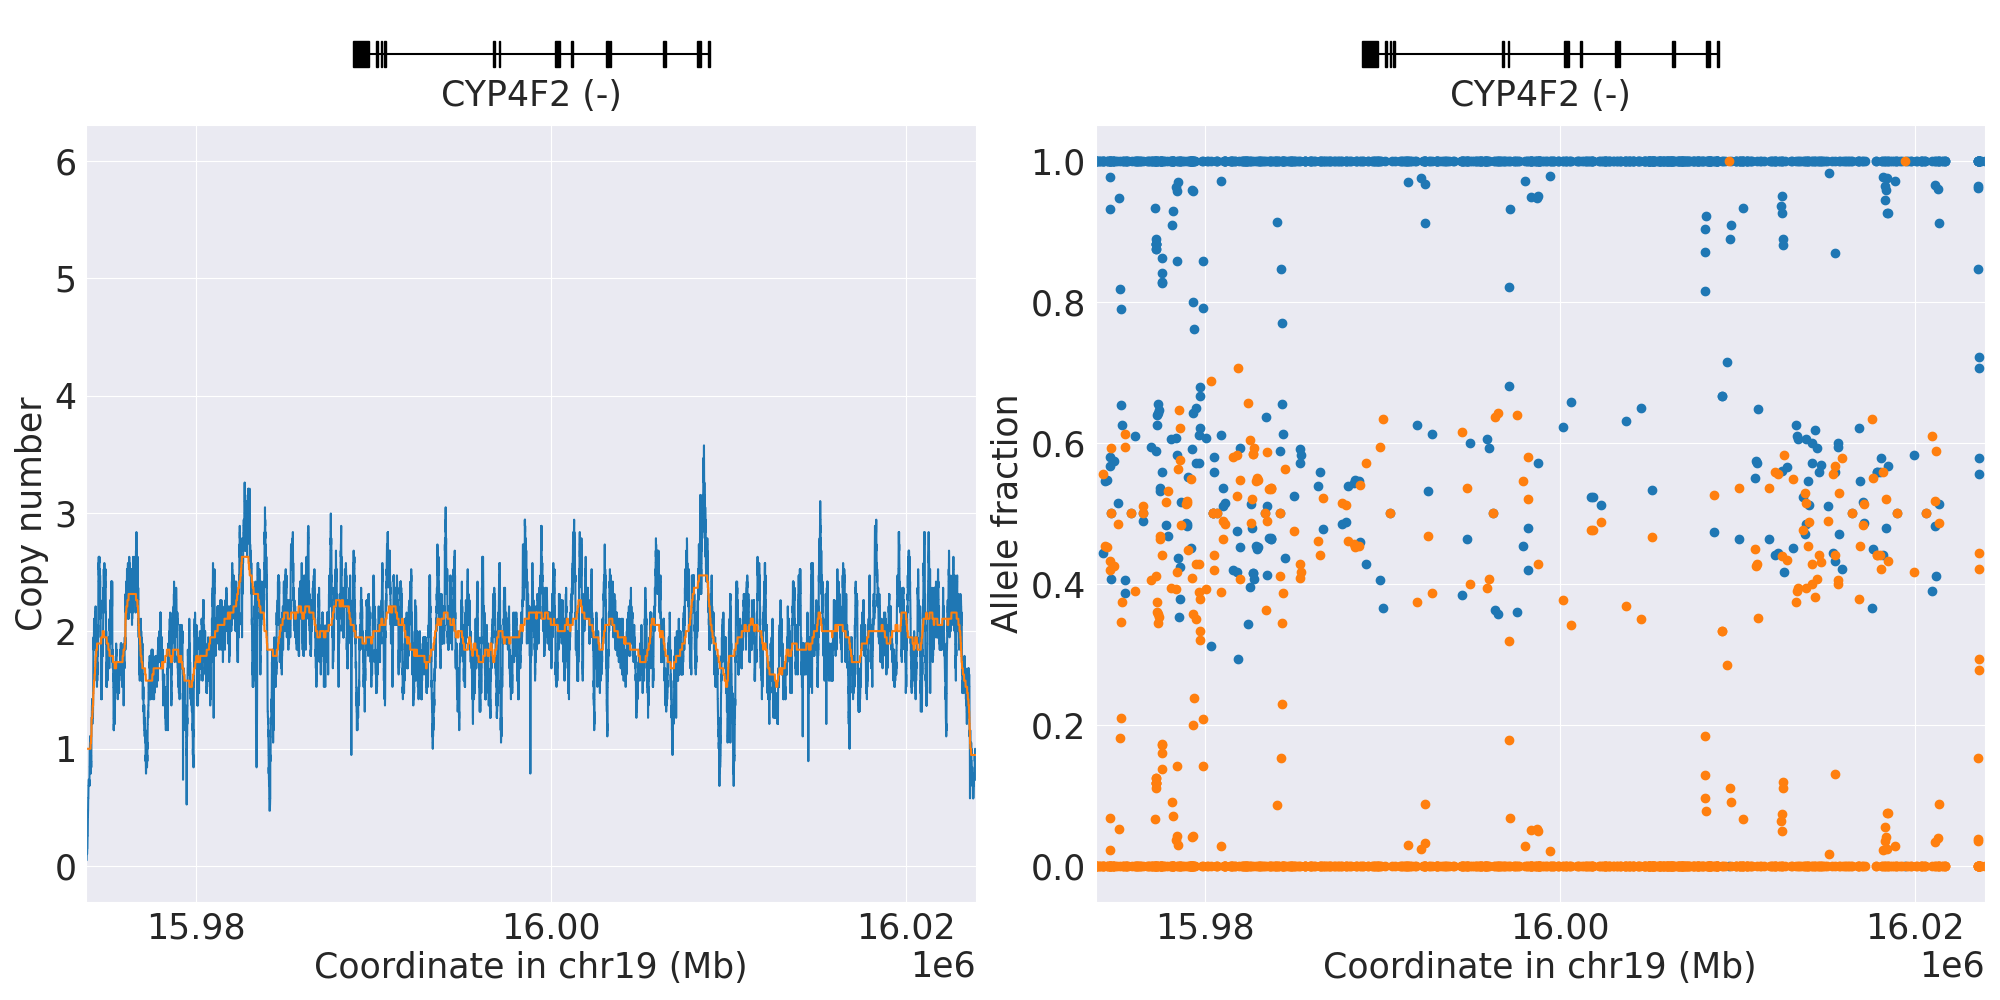 CYP4F2 (-)
Copy number
6
5
4
3
2
1
0
15.98
16.00
16.02
Coordinate in chr19 (Mb)
1e6
CYP4F2 (-)
Allele fraction
1.0
0.8
0.6
0.4
0.2
0.0
15.98
16.00
16.02
Coordinate in chr19 (Mb)
1e6